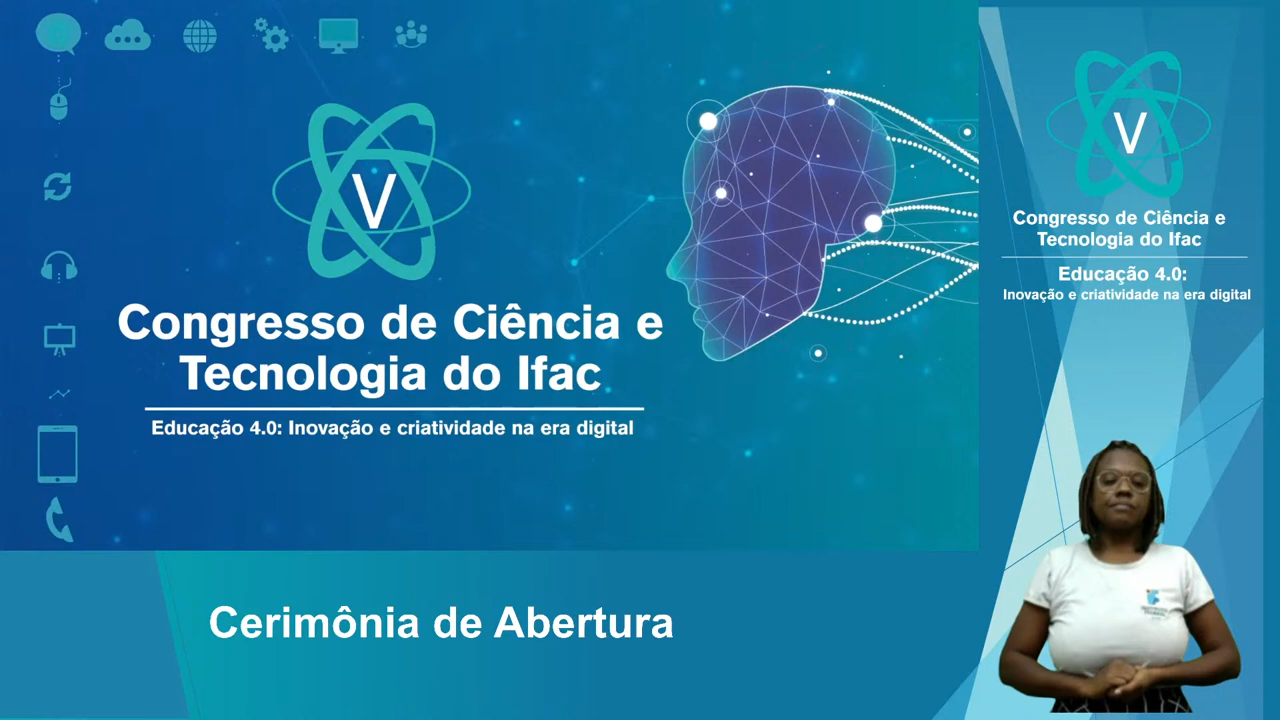 V
Congresso de Ciência e
Tecnologia do Ifac
Educação 4.0: Inovação e criatividade na era digital
Cerimônia de Abertura
V
Congresso de Ciência e
Tecnologia do Ifac
Educação 4.0:
Inovação e criatividade na era digital